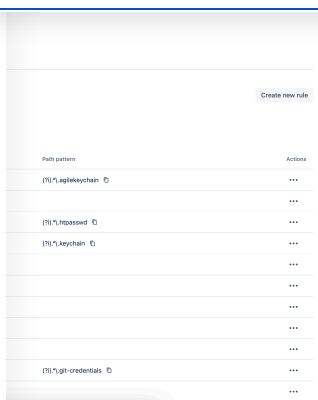 Create new rule
Path pattern Actions
(?i).*\.agilekeychain
(?i).*\.htpasswd
(?i).*\.keychain
(?i).*\.git-credentials